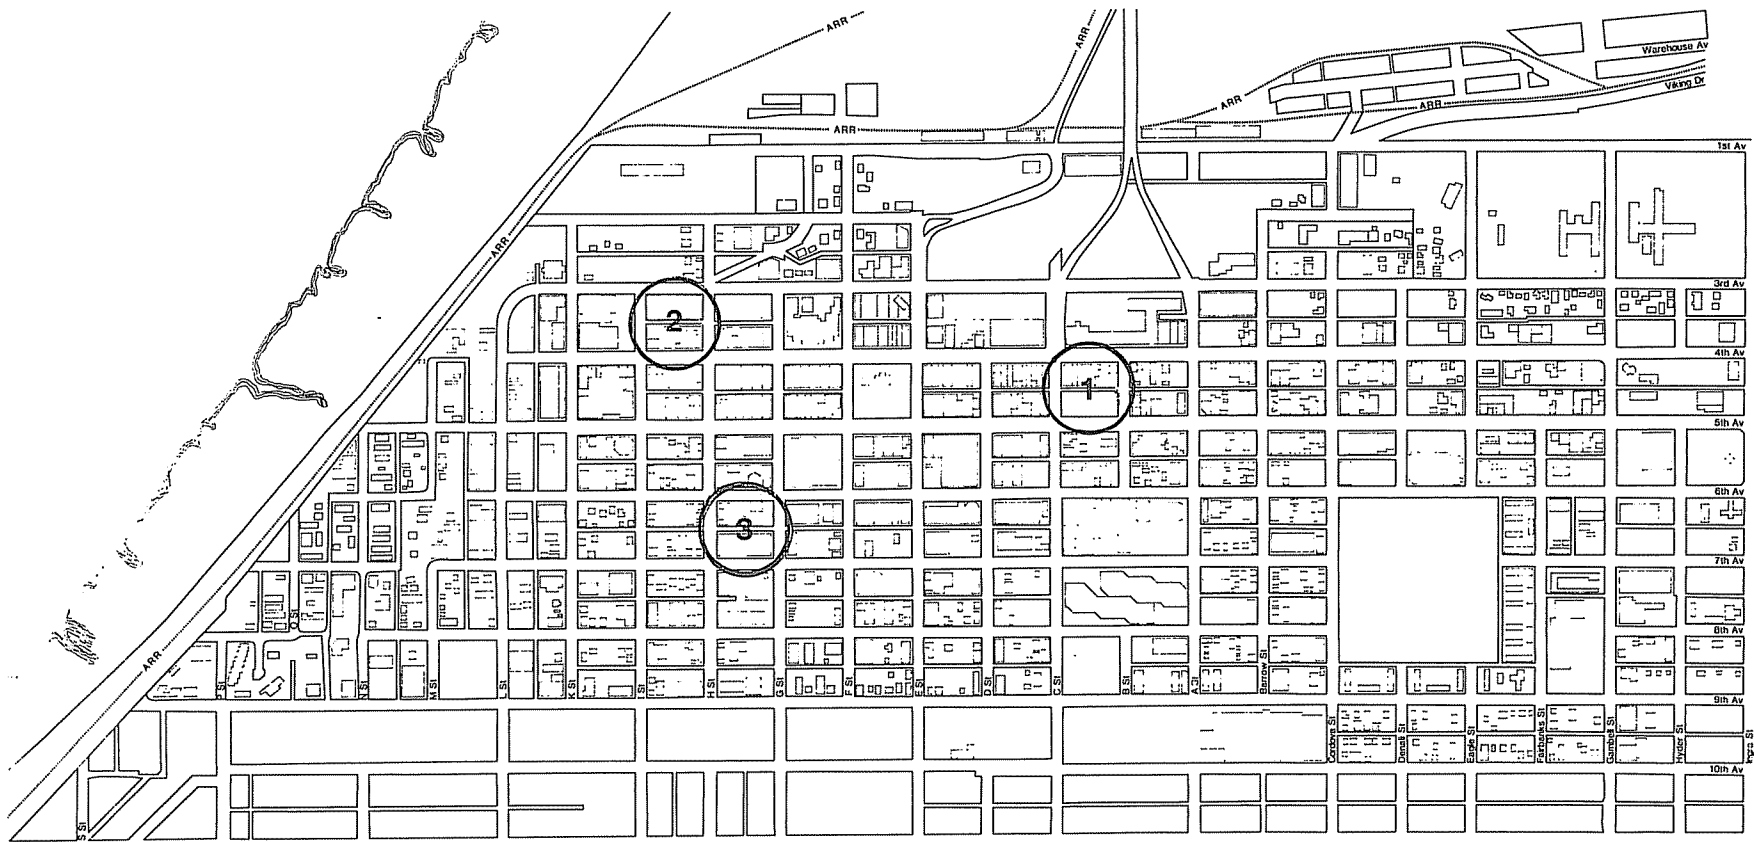 ARR
ARR
Warehouse Av
Viking Dr
ARR
ARR
ARR
1st Av
ARR
3rd Av
2
4th Av
1
5th Av
6th Av
3
7th Av
O St
8th Av
ARR
P St
M St
L St
K St
H St
G St
F St
E St
D St
C St
B St
A St
Barrow St
9th Av
Cordova St
Denali St
Eagle St
Fairbanks St
Gambell St
Hyder St
Ingra St
10th Av
S St